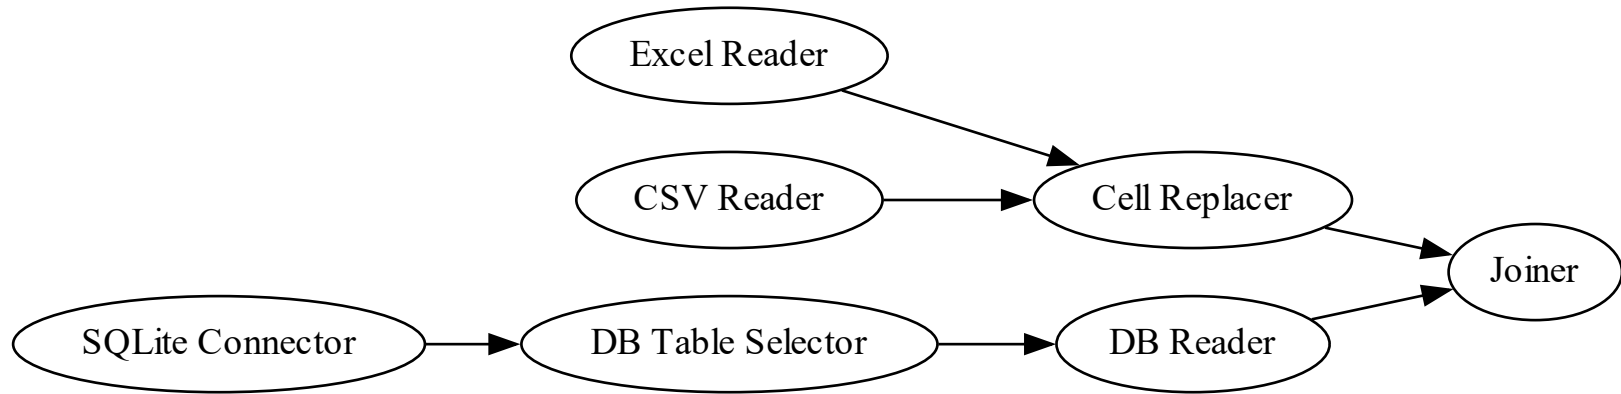 Excel Reader
CSV Reader
Cell Replacer
Joiner
SQLite Connector
DB Table Selector
DB Reader